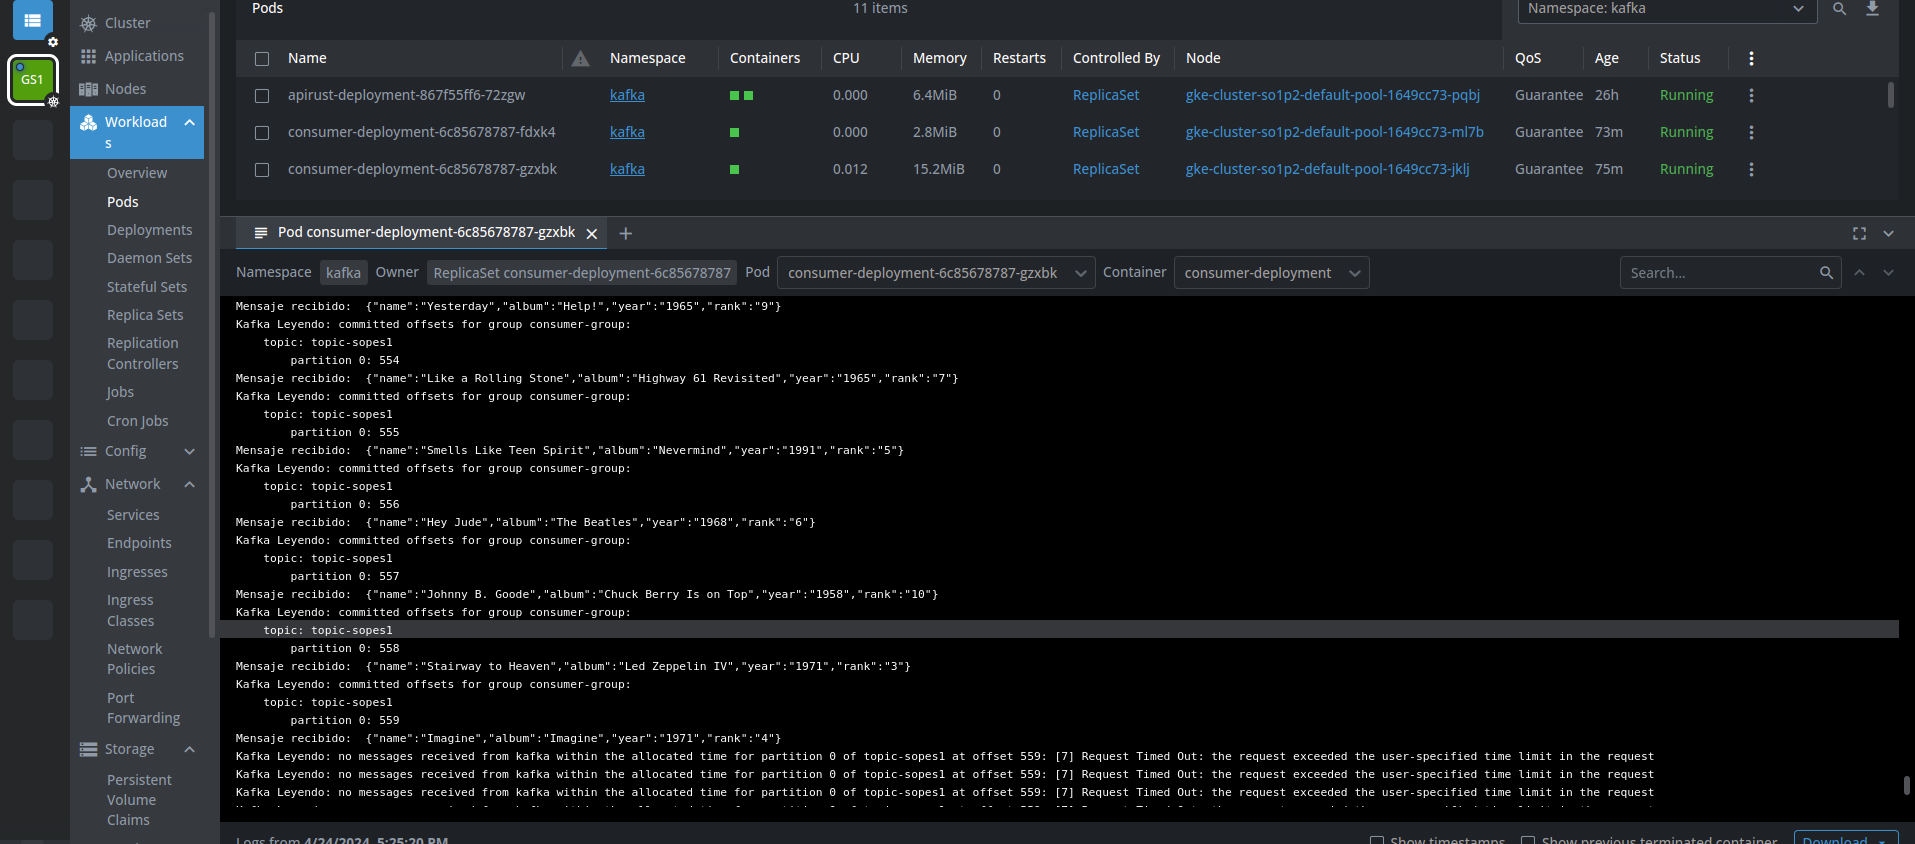 GS1
Cluster
Applications
Nodes
Workload
s
Overview
Pods
Deployments
Daemon Sets
Stateful Sets
Replica Sets
Replication
Controllers
Jobs
Cron Jobs
Config
Network
Services
Endpoints
Ingresses
Ingress
Classes
Network
Policies
Port
Forwarding
Storage
Persistent
Volume
Claims
Pods 11 items Namespace: kafka
Name Namespace Containers CPU Memory Restarts Controlled By Node QoS Age Status
apirust-deployment-867f55ff6-72zgw kafka 0.000 6.4MiB 0 ReplicaSet gke-cluster-so1p2-default-pool-1649cc73-pqbj Guarantee 26h Running
consumer-deployment-6c85678787-fdxk4 kafka 0.000 2.8MiB 0 ReplicaSet gke-cluster-so1p2-default-pool-1649cc73-ml7b Guarantee 73m Running
consumer-deployment-6c85678787-gzxbk kafka 0.012 15.2MiB 0 ReplicaSet gke-cluster-so1p2-default-pool-1649cc73-jklj Guarantee 75m Running
Pod consumer-deployment-6c85678787-gzxbk
Namespace kafka Owner ReplicaSet consumer-deployment-6c85678787 Pod consumer-deployment-6c85678787-gzxbk Container consumer-deployment Search...
Mensaje recibido: {"name":"Yesterday","album":"Help!","year":"1965","rank":"9"}
Kafka Leyendo: committed offsets for group consumer-group:
topic: topic-sopes1
partition 0: 554
Mensaje recibido: {"name":"Like a Rolling Stone","album":"Highway 61 Revisited","year":"1965","rank":"7"}
Kafka Leyendo: committed offsets for group consumer-group:
topic: topic-sopes1
partition 0: 555
Mensaje recibido: {"name":"Smells Like Teen Spirit","album":"Nevermind","year":"1991","rank":"5"}
Kafka Leyendo: committed offsets for group consumer-group:
topic: topic-sopes1
partition 0: 556
Mensaje recibido: {"name":"Hey Jude","album":"The Beatles","year":"1968","rank":"6"}
Kafka Leyendo: committed offsets for group consumer-group:
topic: topic-sopes1
partition 0: 557
Mensaje recibido: {"name":"Johnny B. Goode","album":"Chuck Berry Is on Top","year":"1958","rank":"10"}
Kafka Leyendo: committed offsets for group consumer-group:
topic: topic-sopes1
partition 0: 558
Mensaje recibido: {"name":"Stairway to Heaven","album":"Led Zeppelin IV","year":"1971","rank":"3"}
Kafka Leyendo: committed offsets for group consumer-group:
topic: topic-sopes1
partition 0: 559
Mensaje recibido: {"name":"Imagine","album":"Imagine","year":"1971","rank":"4"}
Kafka Leyendo: no messages received from kafka within the allocated time for partition 0 of topic-sopes1 at offset 559: [7] Request Timed Out: the request exceeded the user-specified time limit in the request
Kafka Leyendo: no messages received from kafka within the allocated time for partition 0 of topic-sopes1 at offset 559: [7] Request Timed Out: the request exceeded the user-specified time limit in the request
Kafka Leyendo: no messages received from kafka within the allocated time for partition 0 of topic-sopes1 at offset 559: [7] Request Timed Out: the request exceeded the user-specified time limit in the request
Logs from 4/24/2024, 5:25:20 PM Show timestamps Show previous terminated container Download